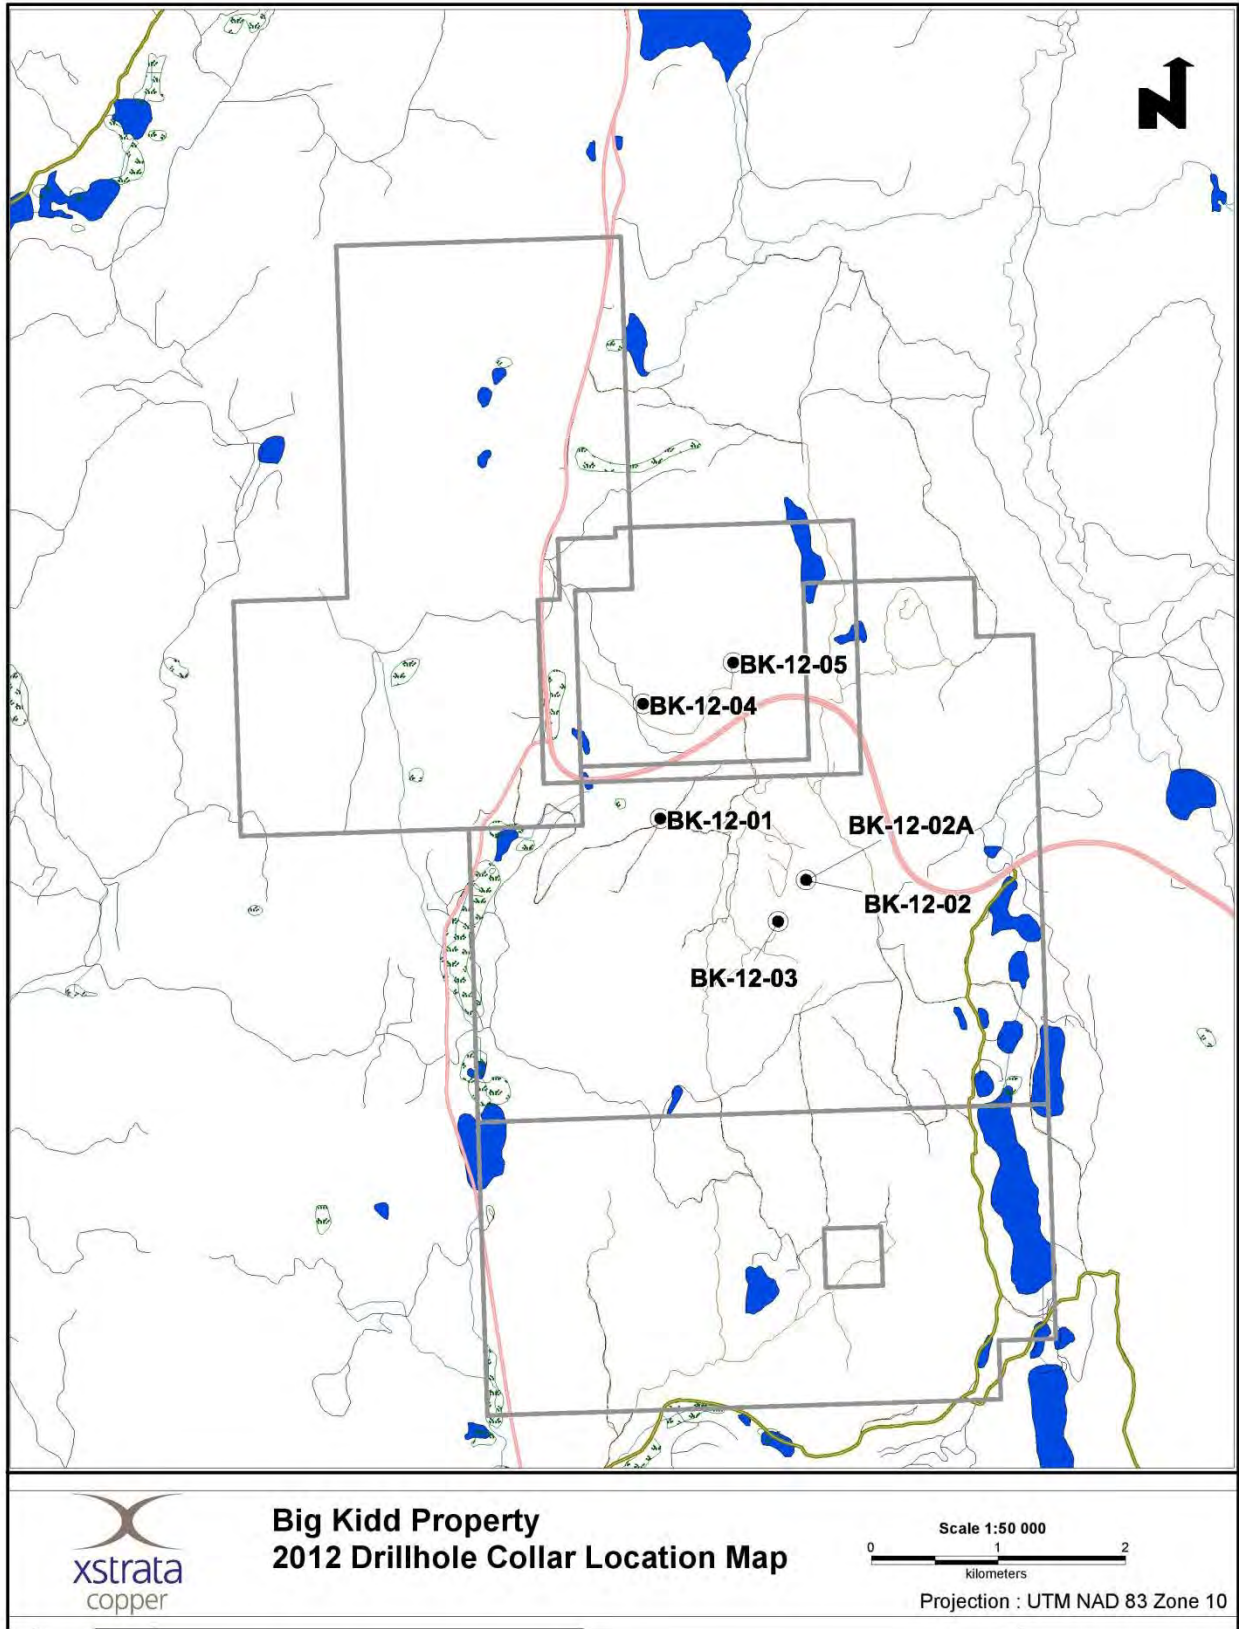 N
BK-12-05
BK-12-04
BK-12-01
BK-12-02A
BK-12-02
BK-12-03
xstrata
copper
Big Kidd Property
2012 Drillhole Collar Location Map
Scale 1:50 000
0 1 2
kilometers
Projection : UTM NAD 83 Zone 10